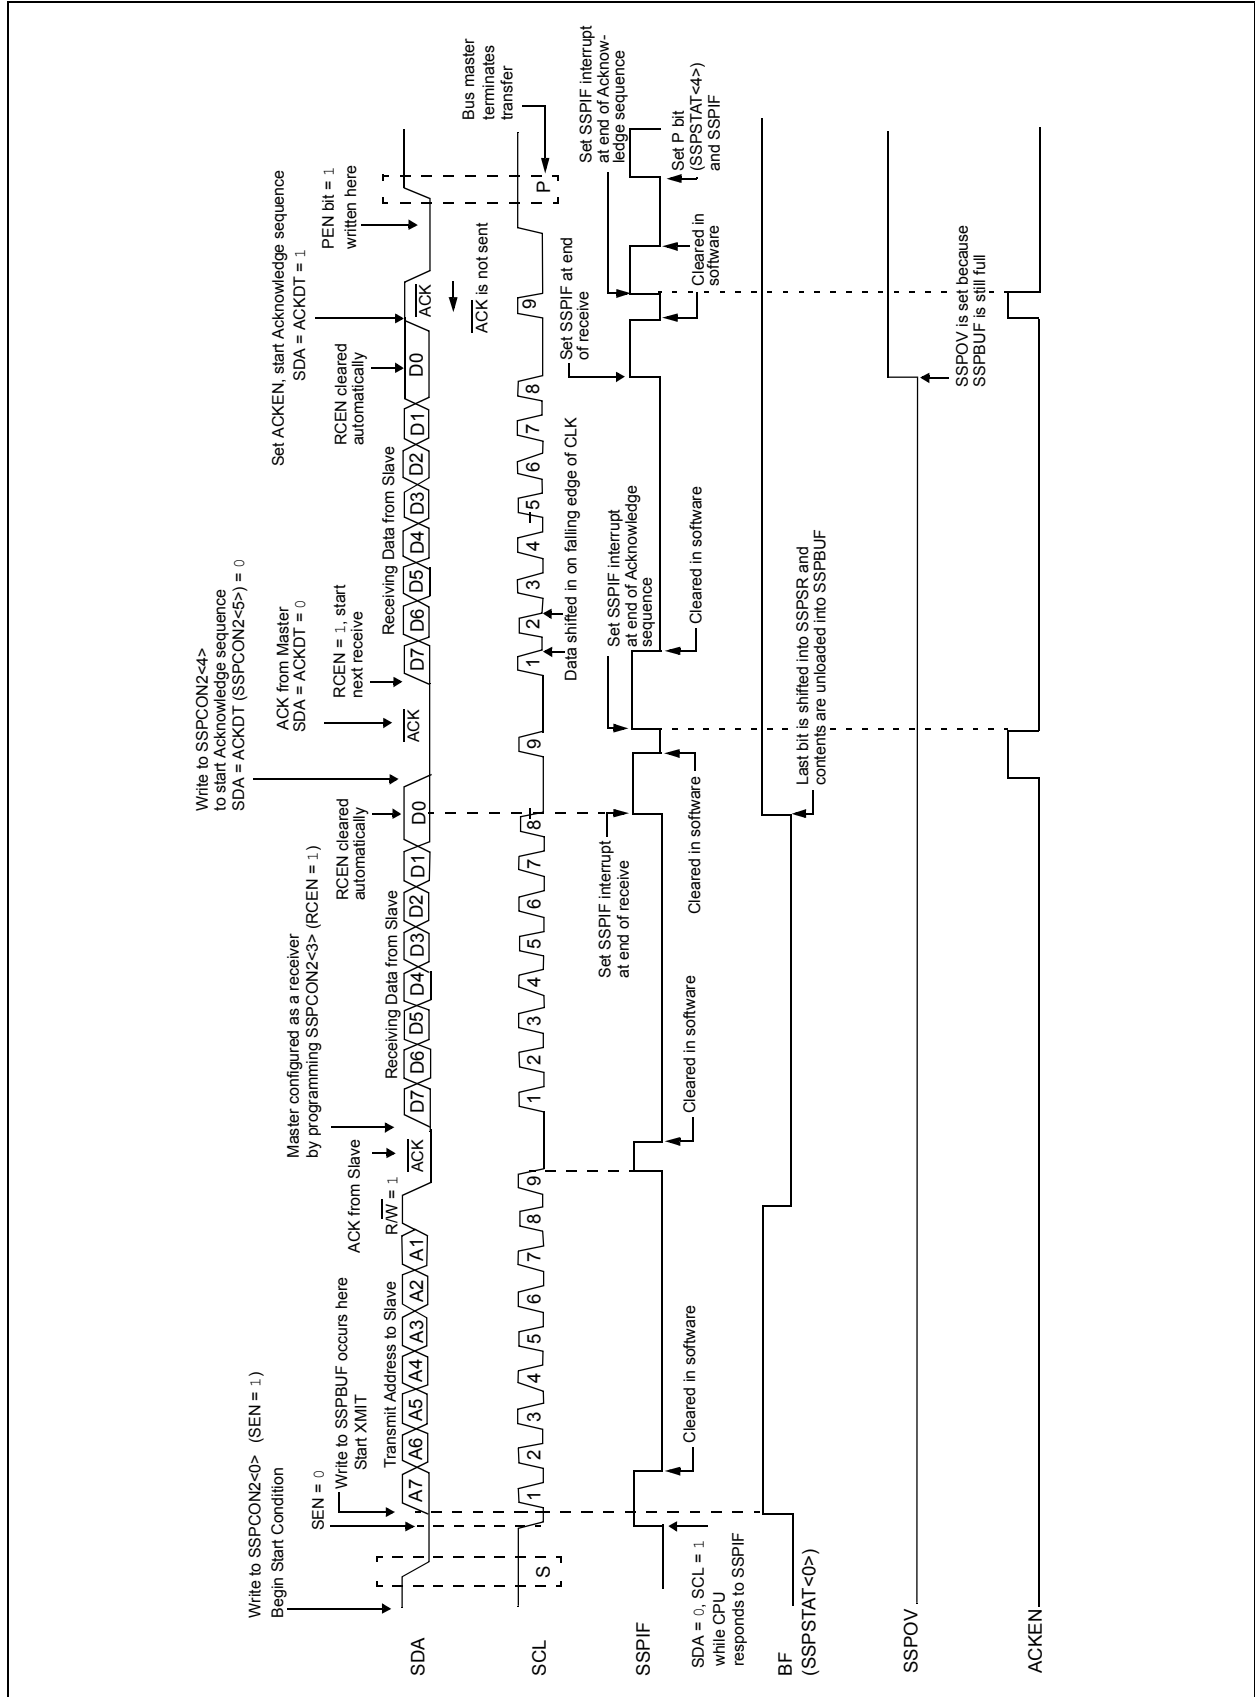 Write to SSPCON2<0> (SEN = 1)
Begin Start Condition
SEN = 0
Write to SSPBUF occurs here
Start XMIT
Transmit Address to Slave
R/W = 1
ACK from Slave
Master configured as a receiver
by programming SSPCON2<3> (RCEN = 1)
Receiving Data from Slave
RCEN cleared
automatically
Write to SSPCON2<4>
to start Acknowledge sequence
SDA = ACKDT (SSPCON2<5>) = 0
ACK from Master
SDA = ACKDT = 0
RCEN = 1, start
next receive
Receiving Data from Slave
RCEN cleared
automatically
Set ACKEN, start Acknowledge sequence
SDA = ACKDT = 1
PEN bit = 1
written here
SDA
A7 A6 A5 A4 A3 A2 A1 ACK D7 D6 D5 D4 D3 D2 D1 D0 ACK D7 D6 D5 D4 D3 D2 D1 D0 ACK
ACK is not sent
Bus master
terminates
transfer
SCL
S 1 2 3 4 5 6 7 8 9 1 2 3 4 5 6 7 8 9 1 2 3 4 5 6 7 8 9 P
Data shifted in on falling edge of CLK
Set SSPIF interrupt
at end of receive
Set SSPIF interrupt
at end of Acknowledge
sequence
Set SSPIF at end
of receive
Set SSPIF interrupt
at end of Acknow-
ledge sequence
SSPIF
SDA = 0, SCL = 1
while CPU
responds to SSPIF
Cleared in software
Cleared in software
Cleared in software
Cleared in software
Cleared in
software
Set P bit
(SSPSTAT<4>)
and SSPIF
BF
(SSPSTAT<0>)
Last bit is shifted into SSPSR and
contents are unloaded into SSPBUF
SSPOV
SSPOV is set because
SSPBUF is still full
ACKEN